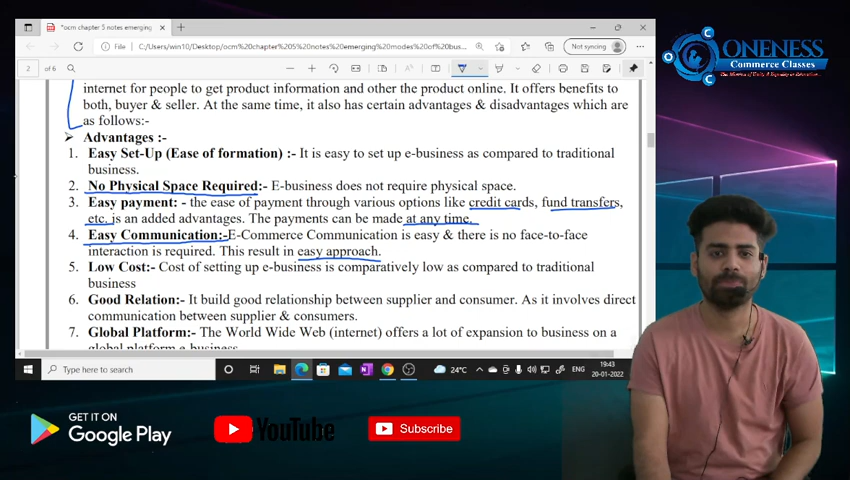 *ocm chapter 5 notes emerging
File
C:/Users/win10/Desktop/ocm%20chapter%205%20notes%20emerging%20modes%20of%20bus...
Not syncing
2 of 6
internet for people to get product information and other the product online. It offers benefits to
both, buyer & seller. At the same time, it also has certain advantages & disadvantages which are
as follows:-
Advantages :-
1. Easy Set-Up (Ease of formation) :- It is easy to set up e-business as compared to traditional
business.
2. No Physical Space Required:- E-business does not require physical space.
3. Easy payment: - the ease of payment through various options like credit cards, fund transfers,
etc. is an added advantages. The payments can be made at any time.
4. Easy Communication:-E-Commerce Communication is easy & there is no face-to-face
interaction is required. This result in easy approach.
5. Low Cost:- Cost of setting up e-business is comparatively low as compared to traditional
business
6. Good Relation:- It build good relationship between supplier and consumer. As it involves direct
communication between supplier & consumers.
7. Global Platform:- The World Wide Web (internet) offers a lot of expansion to business on a
global platform e-business
Type here to search
24°C
ENG
19:43
20-01-2022
ONENESS
Commerce Classes
GET IT ON
Google Play
YouTube
Subscribe